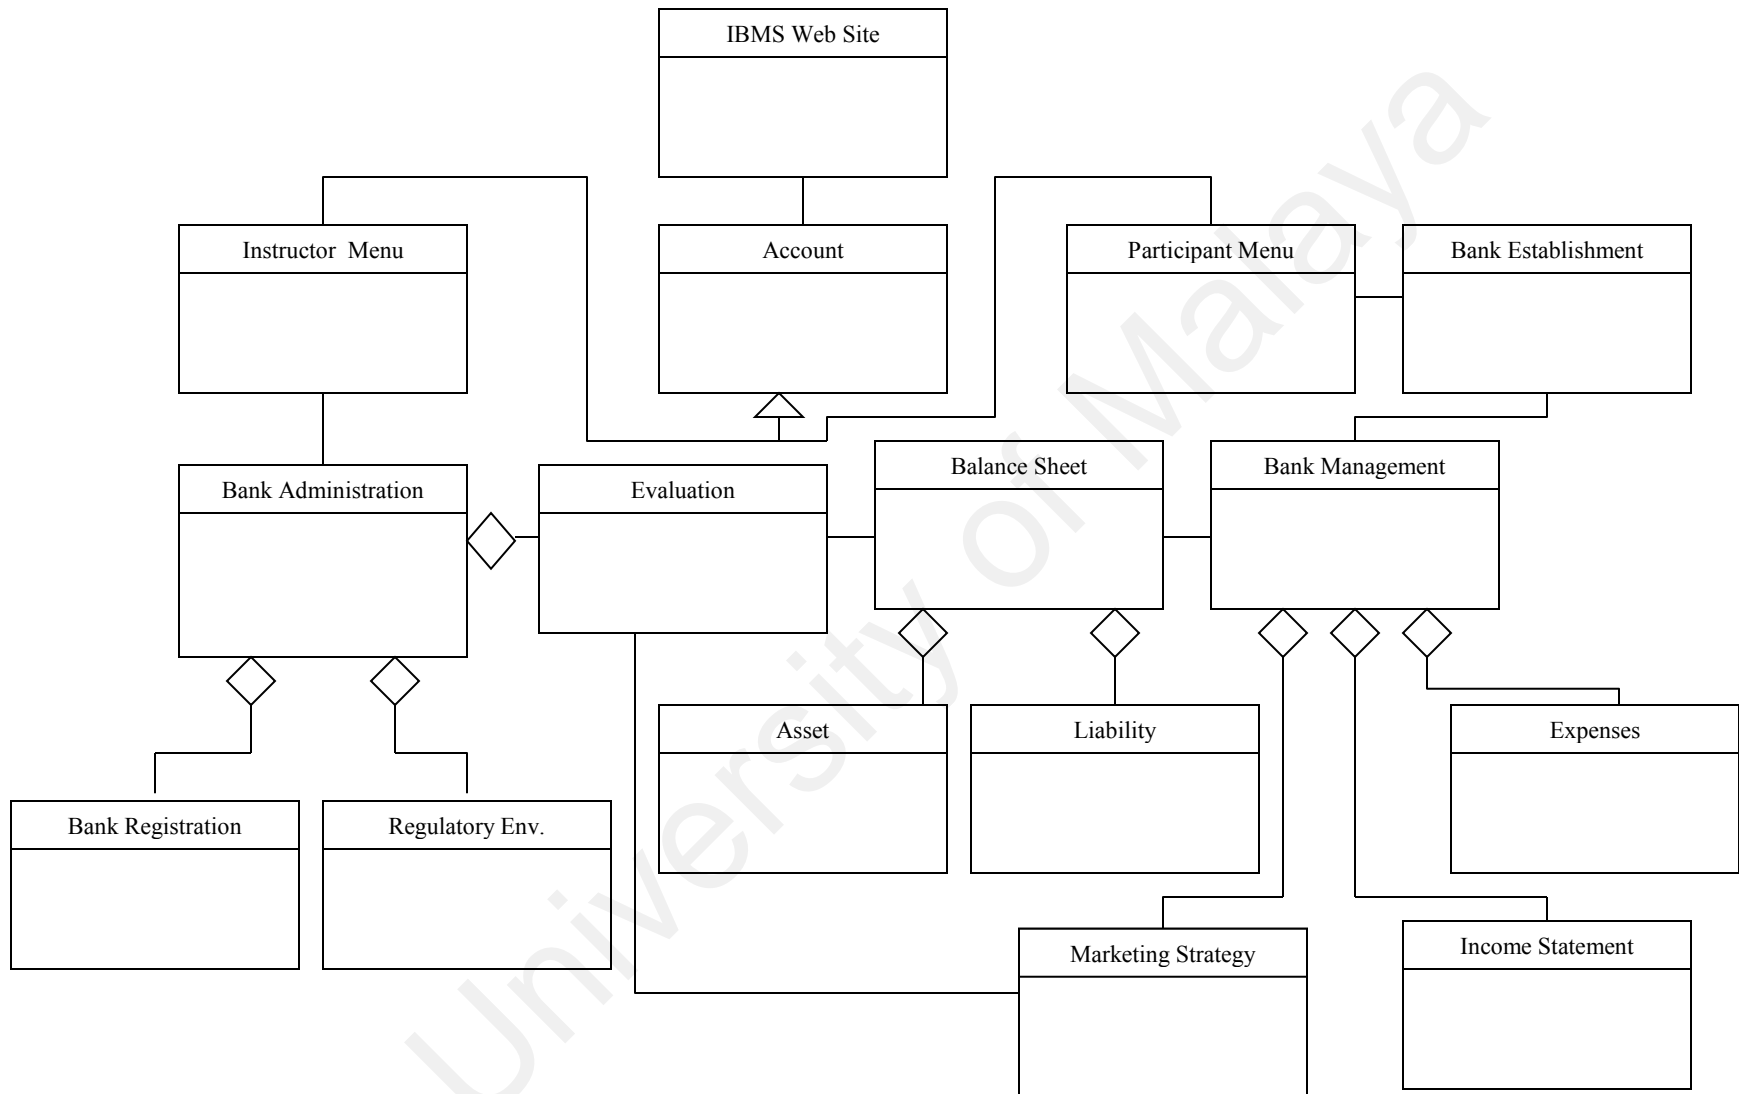 IBMS Web Site
Instructor Menu
Account
Participant Menu
Bank Establishment
Bank Administration
Evaluation
Balance Sheet
Bank Management
Asset
Liability
Expenses
Bank Registration
Regulatory Env.
Marketing Strategy
Income Statement
University of Malaya